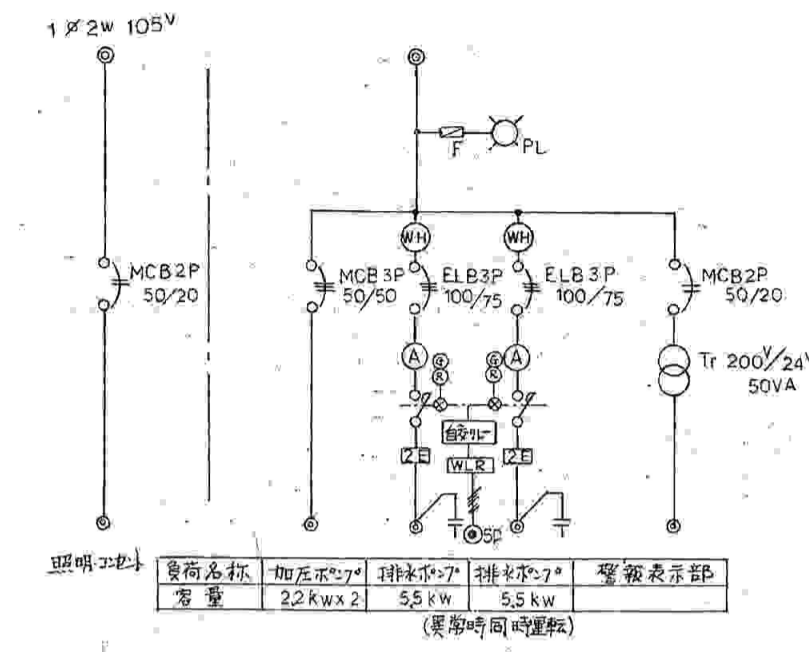 1 ø 2W 105V
F
PL
WH
WH
MCB2P
50/20
MCB3P
50/50
ELB3P
100/75
ELB3P
100/75
MCB2P
50/20
A
G
R
G
R
A
Tr 200V/24V
50VA
自交リレー
2E
WLR
2E
5P
照明・コンセント
負荷名称 加圧ポンプ 排水ポンプ 排水ポンプ 警報表示部
容量 2.2kw×2 5.5kw 5.5kw
(異常時同時運転)